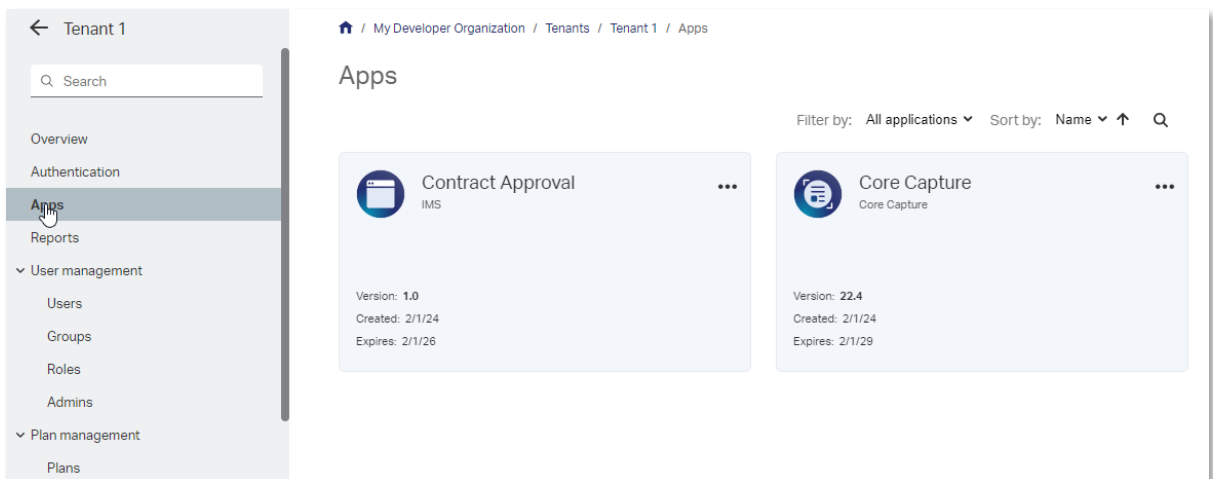 Tenant 1
Search
Overview
Authentication
Apps
Reports
User management
Users
Groups
Roles
Admins
Plan management
Plans
/ My Developer Organization / Tenants / Tenant 1 / Apps
Apps
Filter by: All applications Sort by: Name
Contract Approval
IMS
Version: 1.0
Created: 2/1/24
Expires: 2/1/26
Core Capture
Core Capture
Version: 22.4
Created: 2/1/24
Expires: 2/1/29